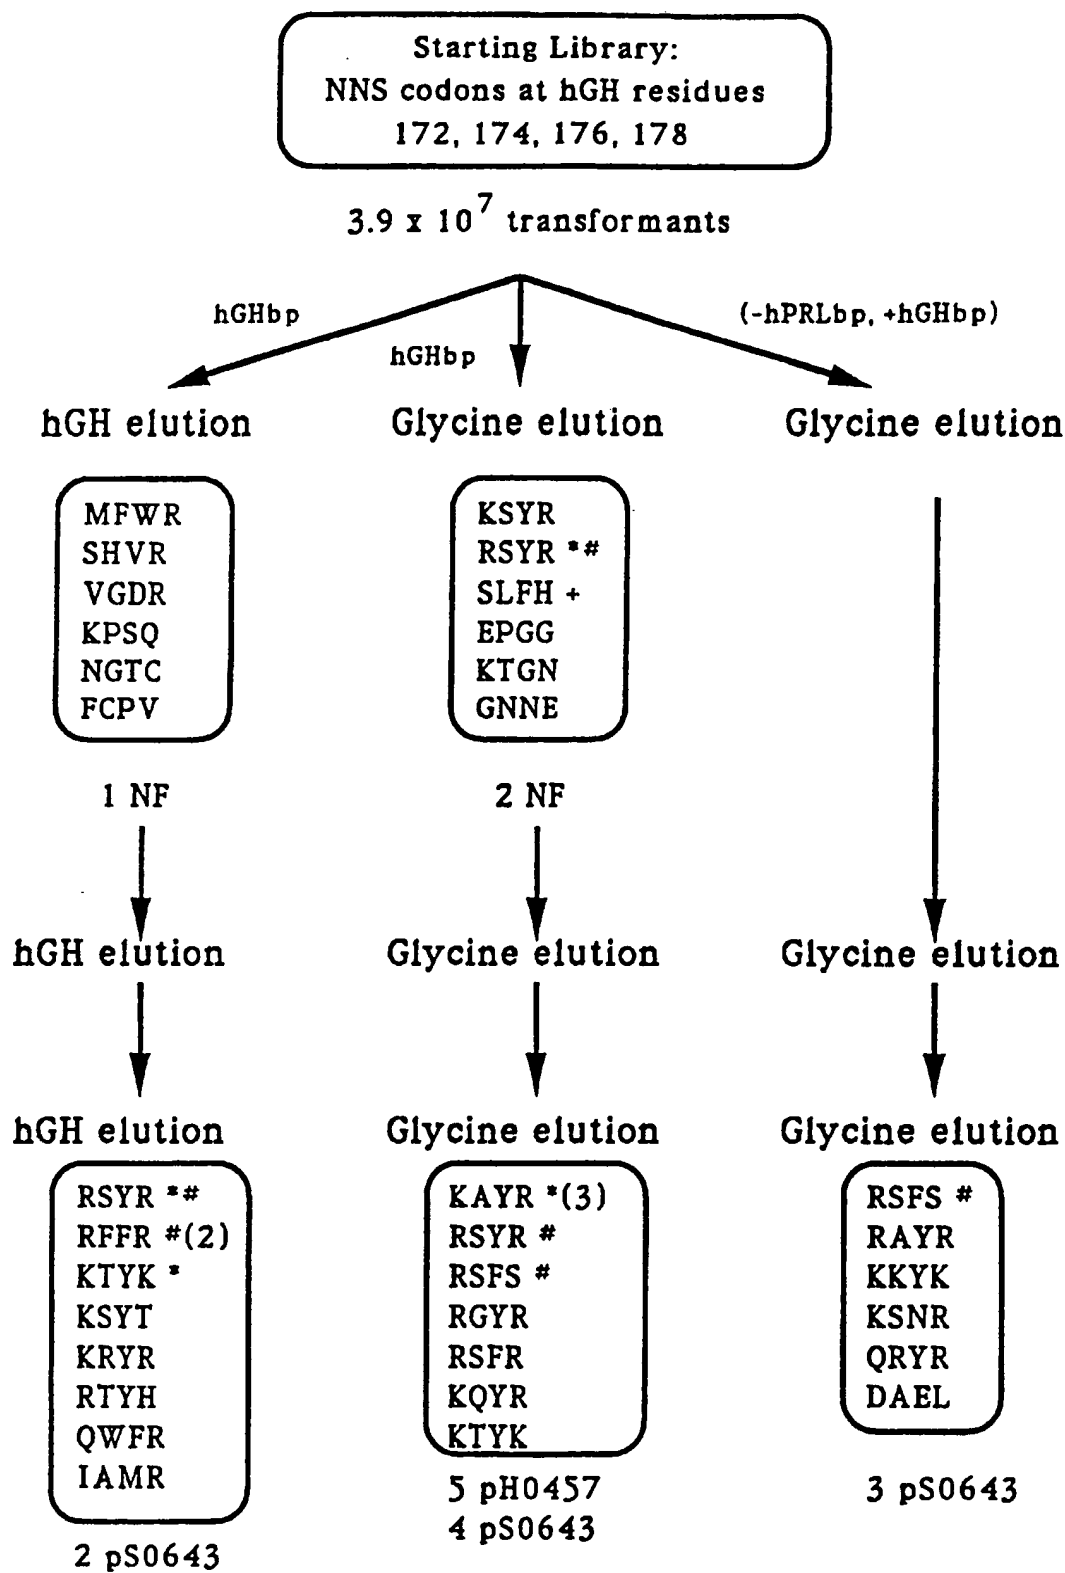 Starting Library:
NNS codons at hGH residues
172, 174, 176, 178
3.9 x 10^7 transformants
hGHbp
hGHbp
(-hPRLbp, +hGHbp)
hGH elution
Glycine elution
Glycine elution
MFWR
SHVR
VGDR
KPSQ
NGTC
FCPV
KSYR
RSYR *#
SLFH +
EPGG
KTGN
GNNE
1 NF
2 NF
hGH elution
Glycine elution
Glycine elution
hGH elution
Glycine elution
Glycine elution
RSYR *#
RFFR #(2)
KTYK *
KSYT
KRYR
RTYH
QWFR
IAMR
KAYR *(3)
RSYR #
RSFS #
RGYR
RSFR
KQYR
KTYK
RSFS #
RAYR
KKYK
KSNR
QRYR
DAEL
2 pS0643
5 pH0457
4 pS0643
3 pS0643